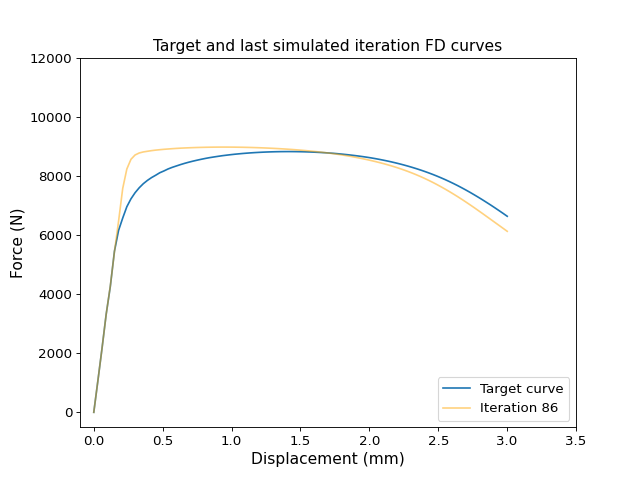 Target and last simulated iteration FD curves
12000
10000
8000
6000
4000
2000
0
Force (N)
Target curve
Iteration 86
0.0 0.5 1.0 1.5 2.0 2.5 3.0 3.5
Displacement (mm)